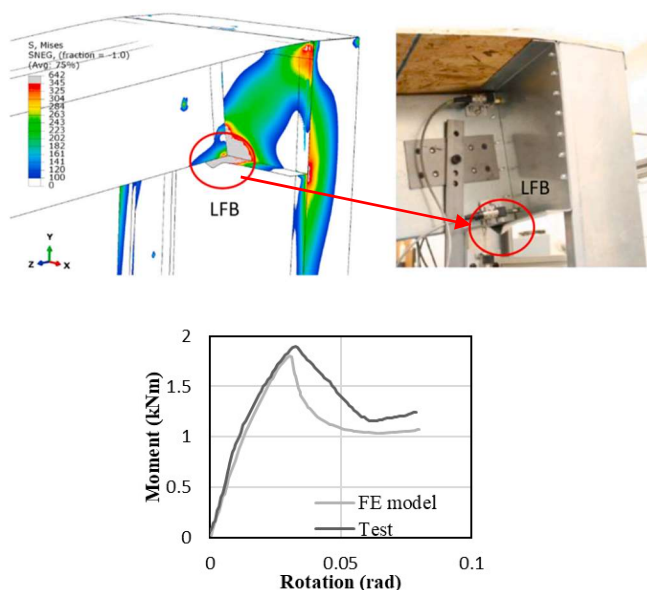 S, Mises
SNEG, (fraction = -1.0)
(Avg: 75%)
642
345
325
304
284
263
243
223
202
182
161
141
120
100
0
LFB
Y
Z X
LFB
2
1.5
1
0.5
0
Moment (kNm)
FE model
Test
0 0.05 0.1
Rotation (rad)